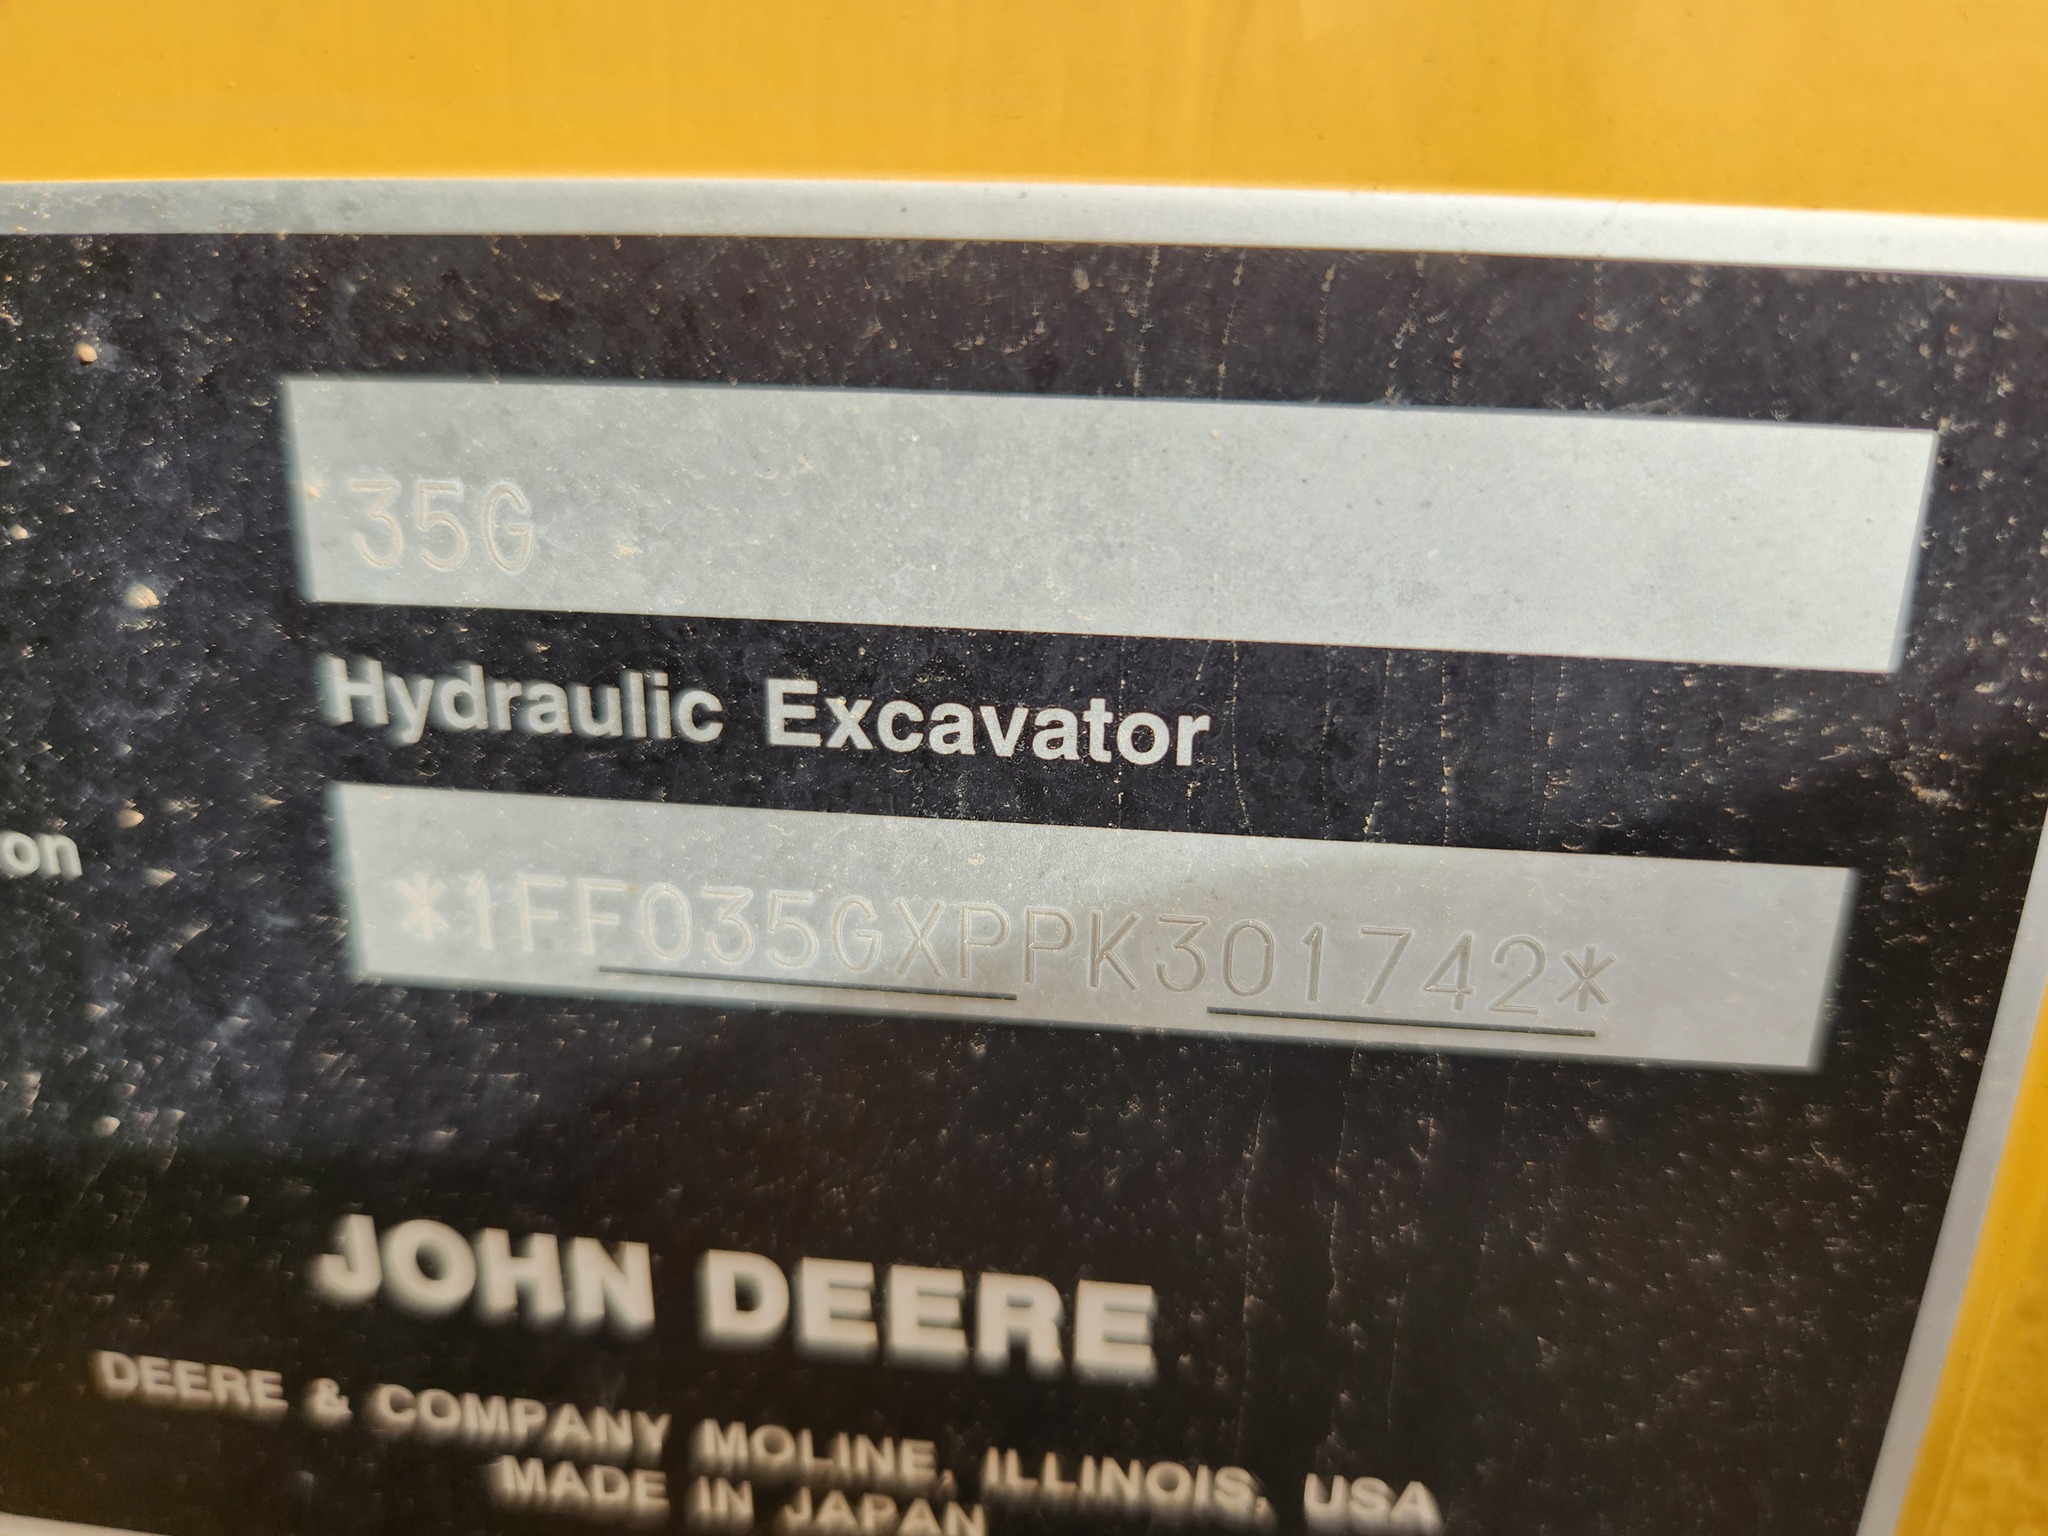 35G
Hydraulic Excavator
on
*1FF035GXPPK301742*
JOHN DEERE
DEERE & COMPANY MOLINE, ILLINOIS, USA
MADE IN JAPAN